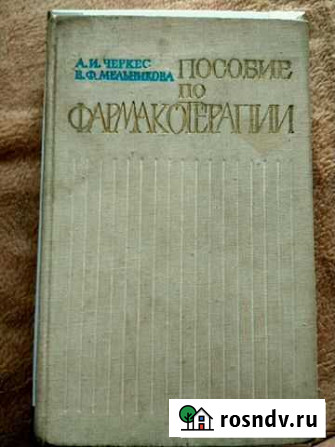 А.И. ЧЕРКЕС
В.Ф. МЕЛЬНИКОВА
ПОСОБИЕ
ПО
ФАРМАКОТЕРАПИИ
rosndv.ru